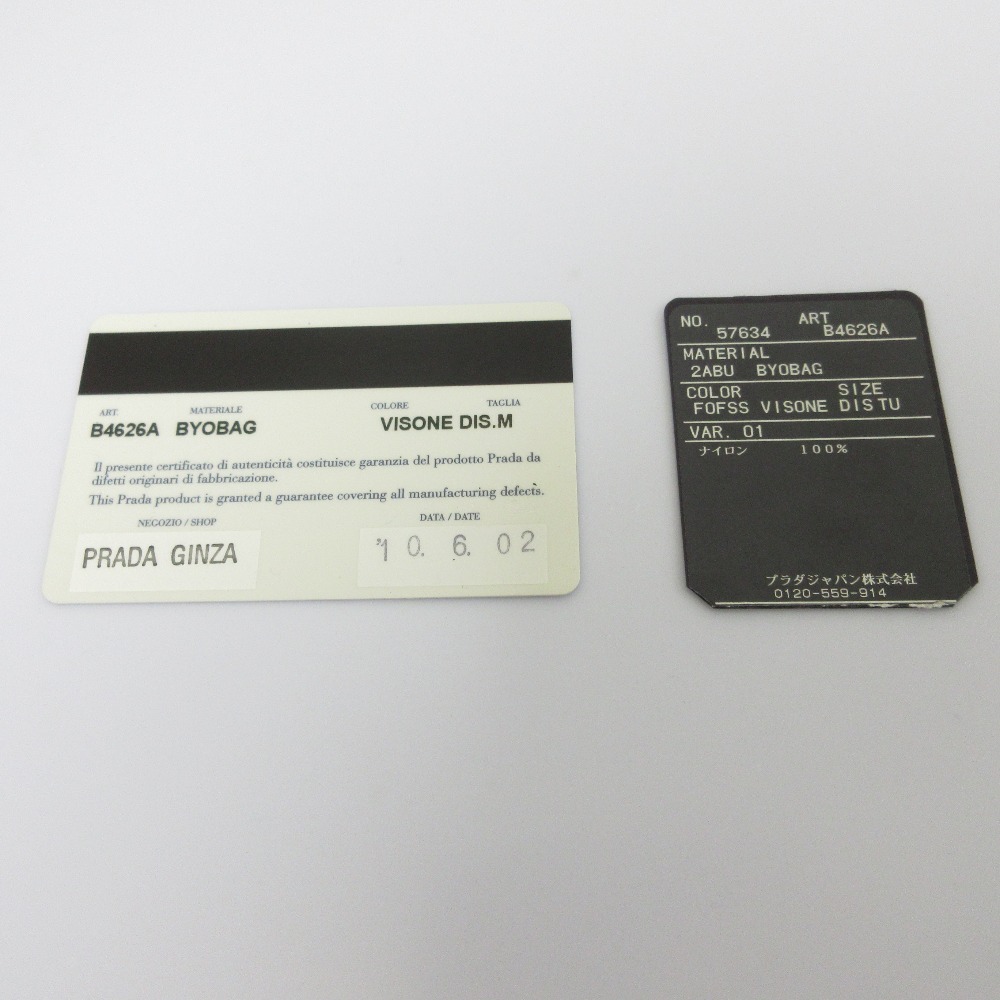 ART. MATERIALE COLORE TAGLIA
B4626A BYOBAG VISONE DIS.M
Il presente certificato di autenticità costituisce garanzia del prodotto Prada da
difetti originari di fabbricazione.
This Prada product is granted a guarantee covering all manufacturing defects.
NEGOZIO / SHOP DATA / DATE
PRADA GINZA '10. 6. 02
NO. ART
57634 B4626A
MATERIAL
2ABU BYOBAG
COLOR SIZE
F0FSS VISONE DIS TU
VAR. 01
ナイロン 100%
プラダジャパン株式会社
0120-559-914